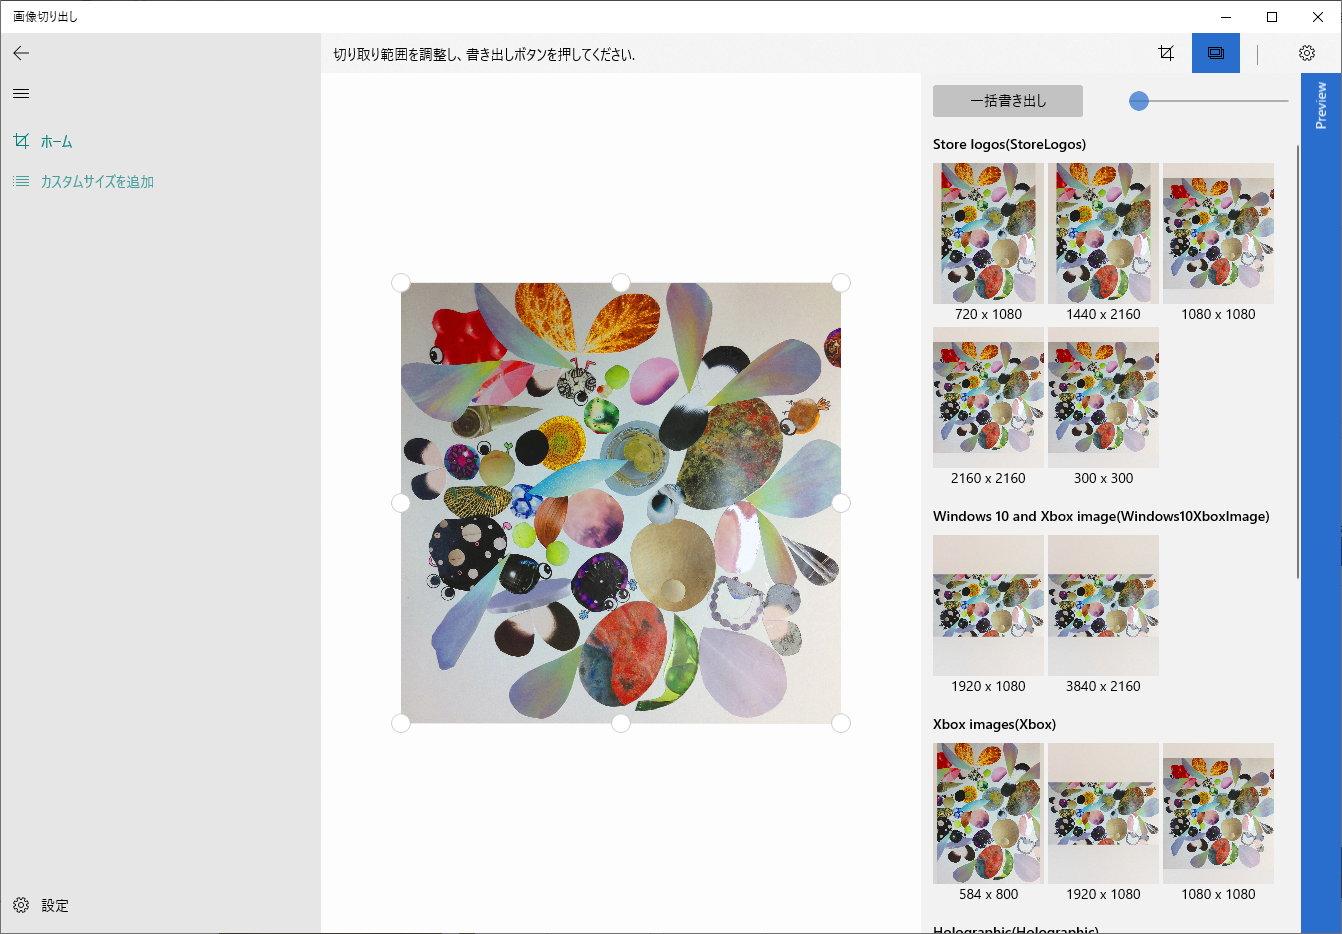 画像切り出し
切り取り範囲を調整し、書き出しボタンを押してください.
ホーム
カスタムサイズを追加
設定
一括書き出し
Preview
Store logos(StoreLogos)
720 x 1080
1440 x 2160
1080 x 1080
2160 x 2160
300 x 300
Windows 10 and Xbox image(Windows10XboxImage)
1920 x 1080
3840 x 2160
Xbox images(Xbox)
584 x 800
1920 x 1080
1080 x 1080
Holographic(Holographic)